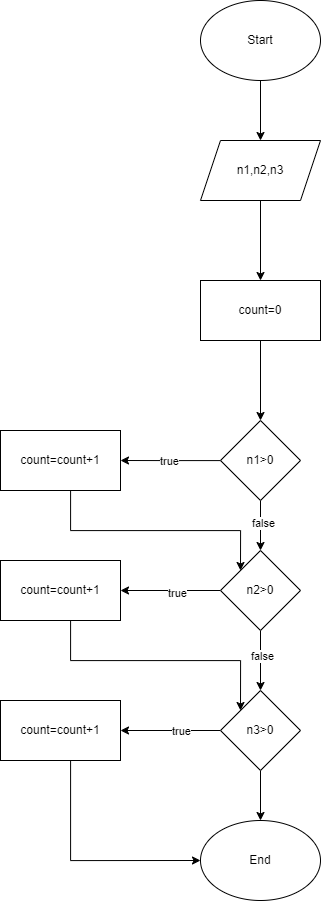 Start
n1,n2,n3
count=0
n1>0
true
count=count+1
false
n2>0
true
count=count+1
false
n3>0
true
count=count+1
End